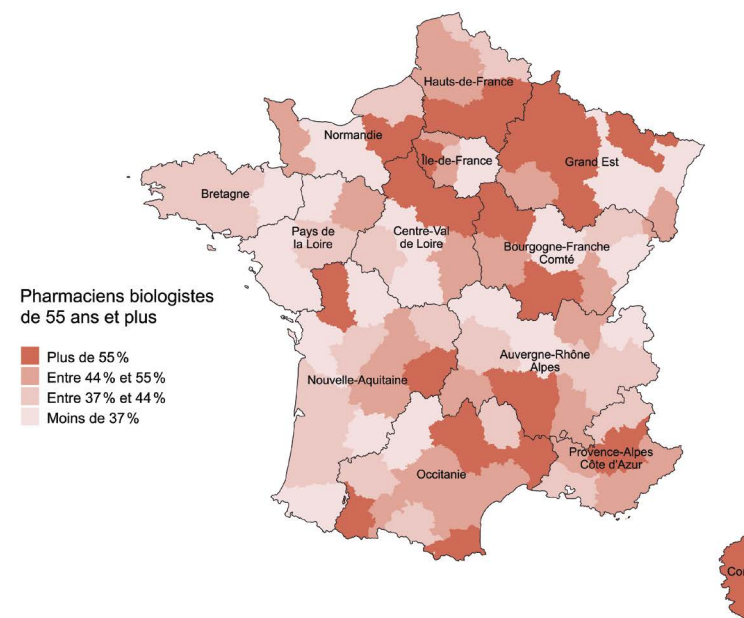 Hauts-de-France
Normandie
Île-de-France
Grand Est
Bretagne
Pays de
la Loire
Centre-Val
de Loire
Bourgogne-Franche
Comté
Pharmaciens biologistes
de 55 ans et plus
Plus de 55 %
Entre 44 % et 55 %
Entre 37 % et 44 %
Moins de 37 %
Auvergne-Rhône
Alpes
Nouvelle-Aquitaine
Provence-Alpes
Côte d'Azur
Occitanie